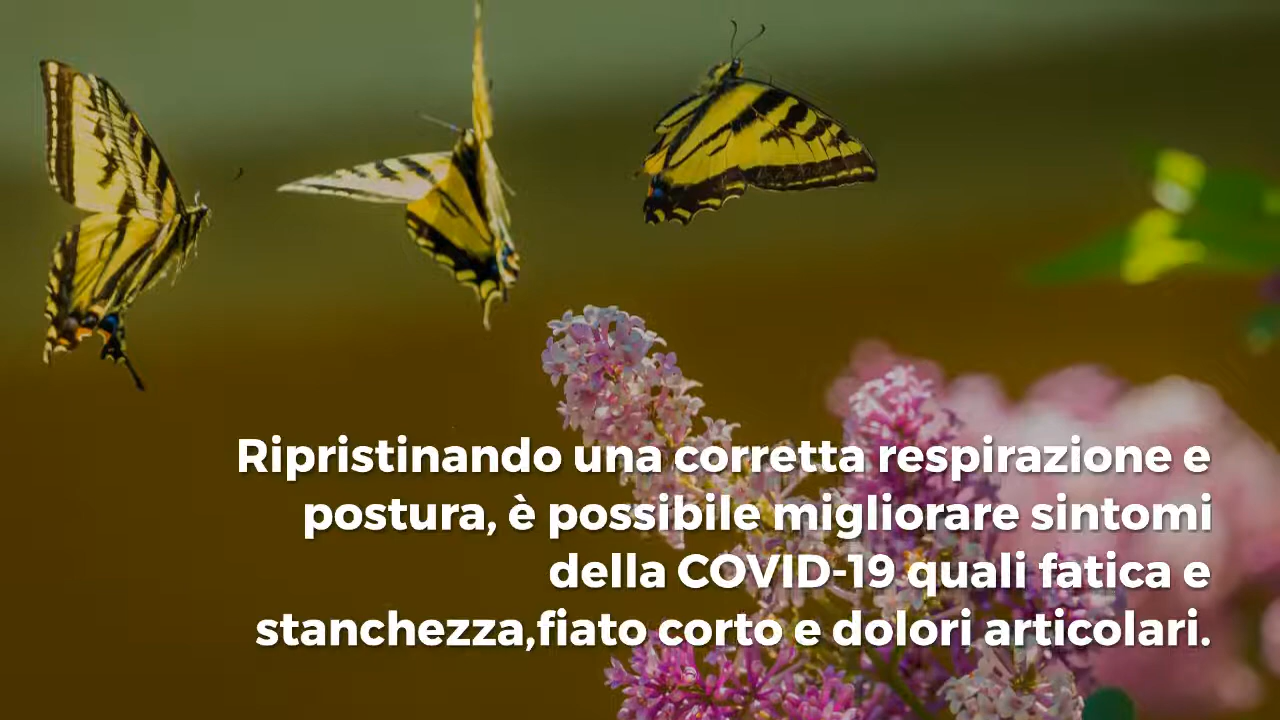 Ripristinando una corretta respirazione e
postura, è possibile migliorare sintomi
della COVID-19 quali fatica e
stanchezza,fiato corto e dolori articolari.